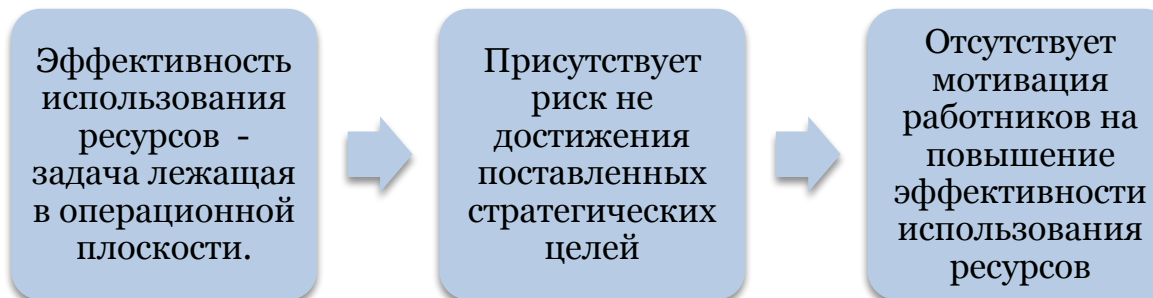 Эффективность
использования
ресурсов -
задача лежащая
в операционной
плоскости.
Присутствует
риск не
достижения
поставленных
стратегических
целей
Отсутствует
мотивация
работников на
повышение
эффективности
использования
ресурсов